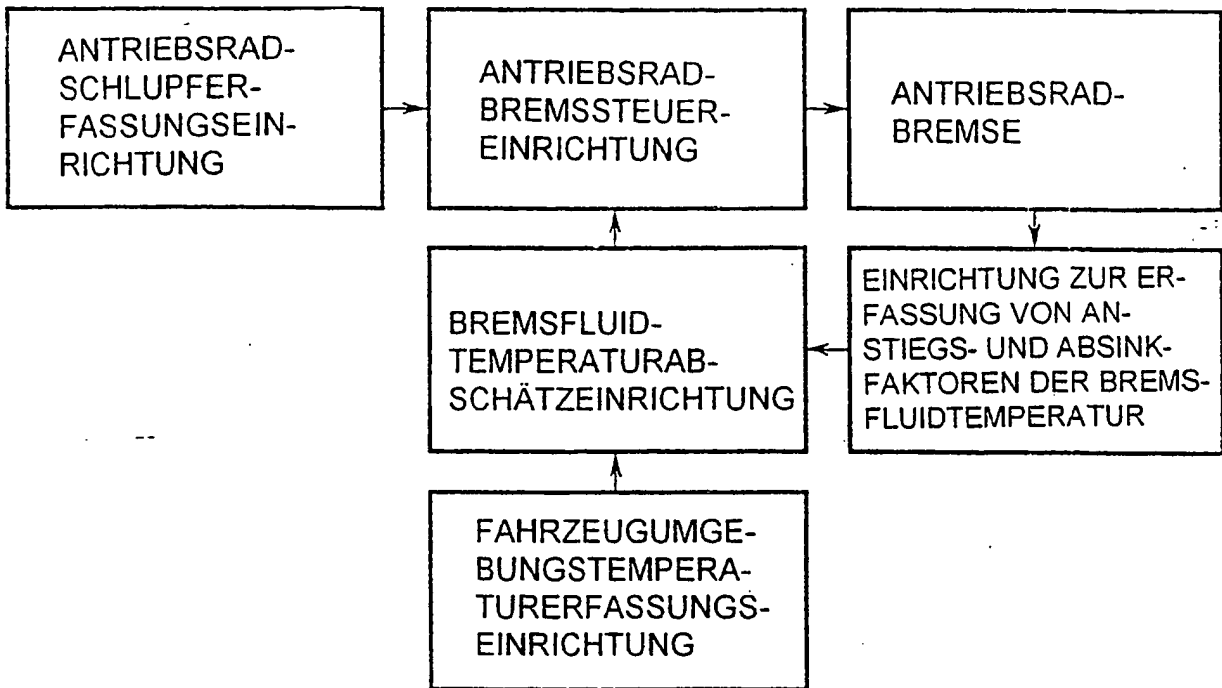 ANTRIEBSRAD-
SCHLUPFER-
FASSUNGSEIN-
RICHTUNG
ANTRIEBSRAD-
BREMSSTEUER-
EINRICHTUNG
ANTRIEBSRAD-
BREMSE
BREMSFLUID-
TEMPERATURAB-
SCHÄTZEINRICHTUNG
EINRICHTUNG ZUR ER-
FASSUNG VON AN-
STIEGS- UND ABSINK-
FAKTOREN DER BREMS-
FLUIDTEMPERATUR
FAHRZEUGUMGE-
BUNGSTEMPERA-
TURERFASSUNGS-
EINRICHTUNG